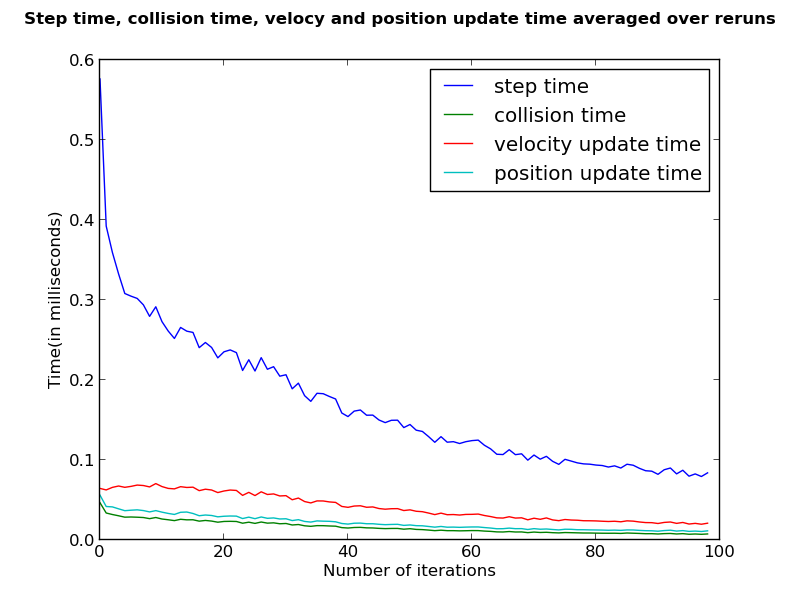 Step time, collision time, velocy and position update time averaged over reruns
0.6
0.5
0.4
0.3
0.2
0.1
0.0
Time(in milliseconds)
step time
collision time
velocity update time
position update time
0 20 40 60 80 100
Number of iterations